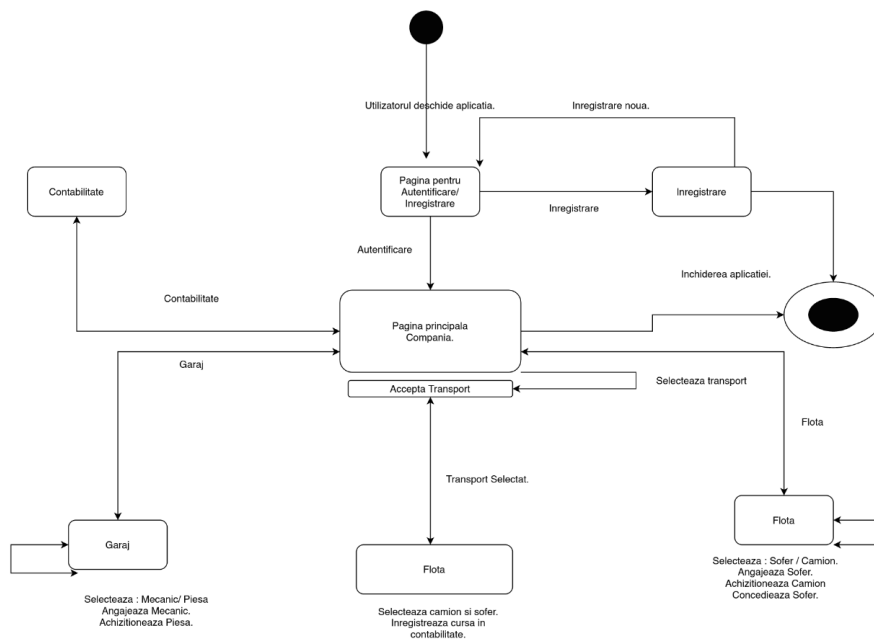 Utilizatorul deschide aplicatia.
Inregistrare noua.
Contabilitate
Pagina pentru
Autentificare/
Inregistrare
Inregistrare
Inregistrare
Autentificare
Inchiderea aplicatiei.
Contabilitate
Pagina principala
Compania.
Garaj
Accepta Transport
Selecteaza transport
Flota
Transport Selectat.
Garaj
Flota
Flota
Selecteaza : Mecanic/ Piesa
Angajeaza Mecanic.
Achizitioneaza Piesa.
Selecteaza camion si sofer.
Inregistreaza cursa in
contabilitate.
Selecteaza : Sofer / Camion.
Angajeaza Sofer.
Achizitioneaza Camion
Concedieaza Sofer.